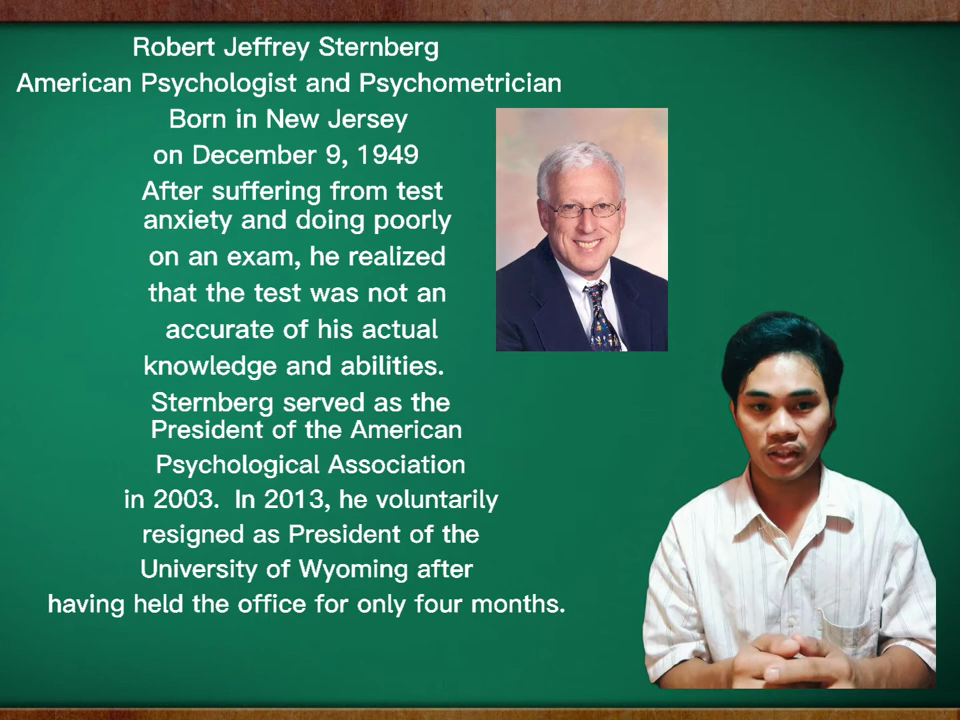 Robert Jeffrey Sternberg
American Psychologist and Psychometrician
Born in New Jersey
on December 9, 1949
After suffering from test
anxiety and doing poorly
on an exam, he realized
that the test was not an
accurate of his actual
knowledge and abilities.
Sternberg served as the
President of the American
Psychological Association
in 2003. In 2013, he voluntarily
resigned as President of the
University of Wyoming after
having held the office for only four months.